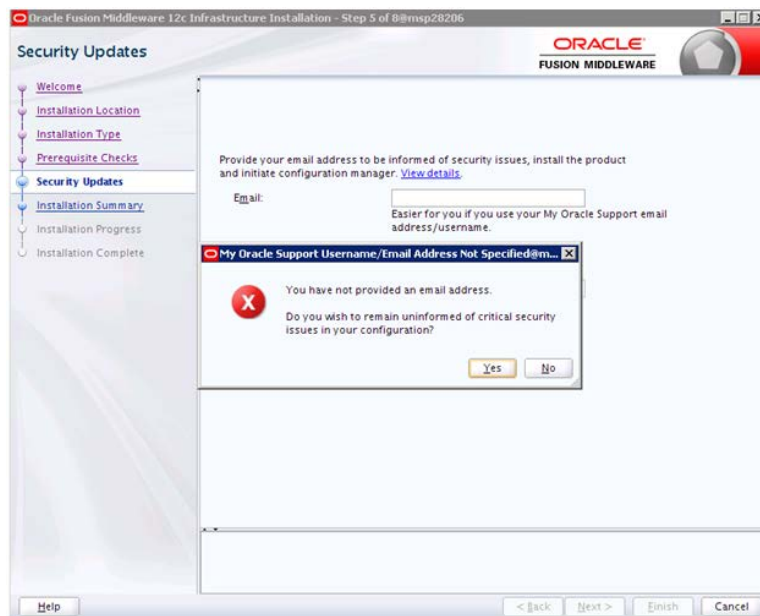 Oracle Fusion Middleware 12c Infrastructure Installation - Step 5 of 8@msp28206
Security Updates
ORACLE
FUSION MIDDLEWARE
Welcome
Installation Location
Installation Type
Prerequisite Checks
Security Updates
Installation Summary
Installation Progress
Installation Complete
Provide your email address to be informed of security issues, install the product
and initiate configuration manager. View details.
Email:
Easier for you if you use your My Oracle Support email
address/username.
My Oracle Support Username/Email Address Not Specified@m...
You have not provided an email address.
Do you wish to remain uninformed of critical security
issues in your configuration?
Yes No
Help < Back Next > Finish Cancel